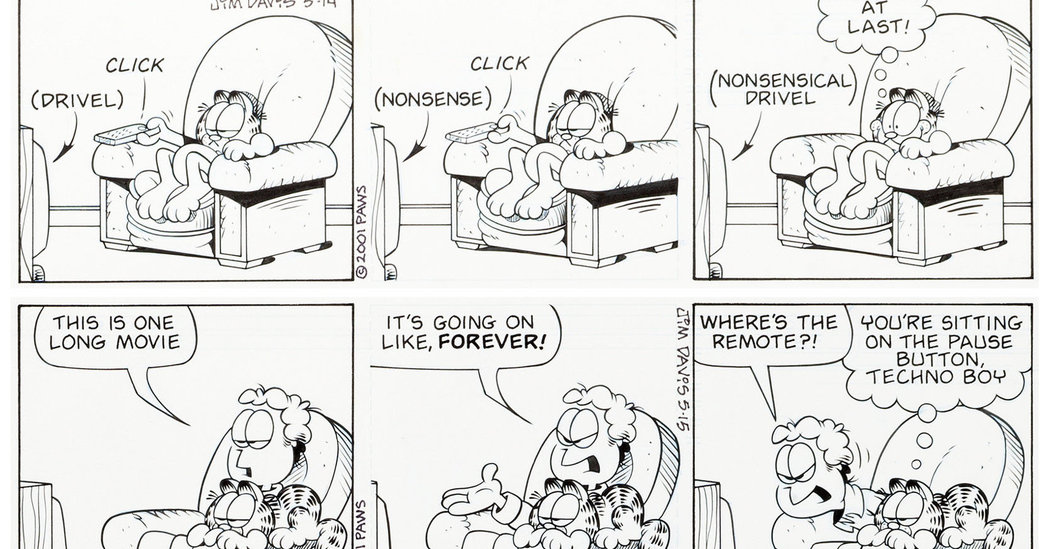 JIM DAVIS 5-14
CLICK
(DRIVEL)
© 2001 PAWS
CLICK
(NONSENSE)
AT
LAST!
(NONSENSICAL
DRIVEL
THIS IS ONE
LONG MOVIE
PAWS
IT'S GOING ON
LIKE, FOREVER!
JIM DAVIS 5-15
WHERE'S THE
REMOTE?!
YOU'RE SITTING
ON THE PAUSE
BUTTON,
TECHNO BOY